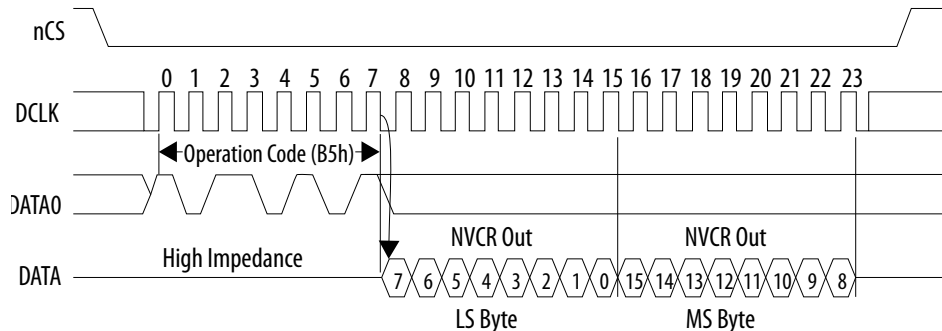 nCS
0 1 2 3 4 5 6 7 8 9 10 11 12 13 14 15 16 17 18 19 20 21 22 23
DCLK
Operation Code (B5h)
DATA0
NVCR Out NVCR Out
High Impedance
DATA
7 6 5 4 3 2 1 0 15 14 13 12 11 10 9 8
LS Byte MS Byte